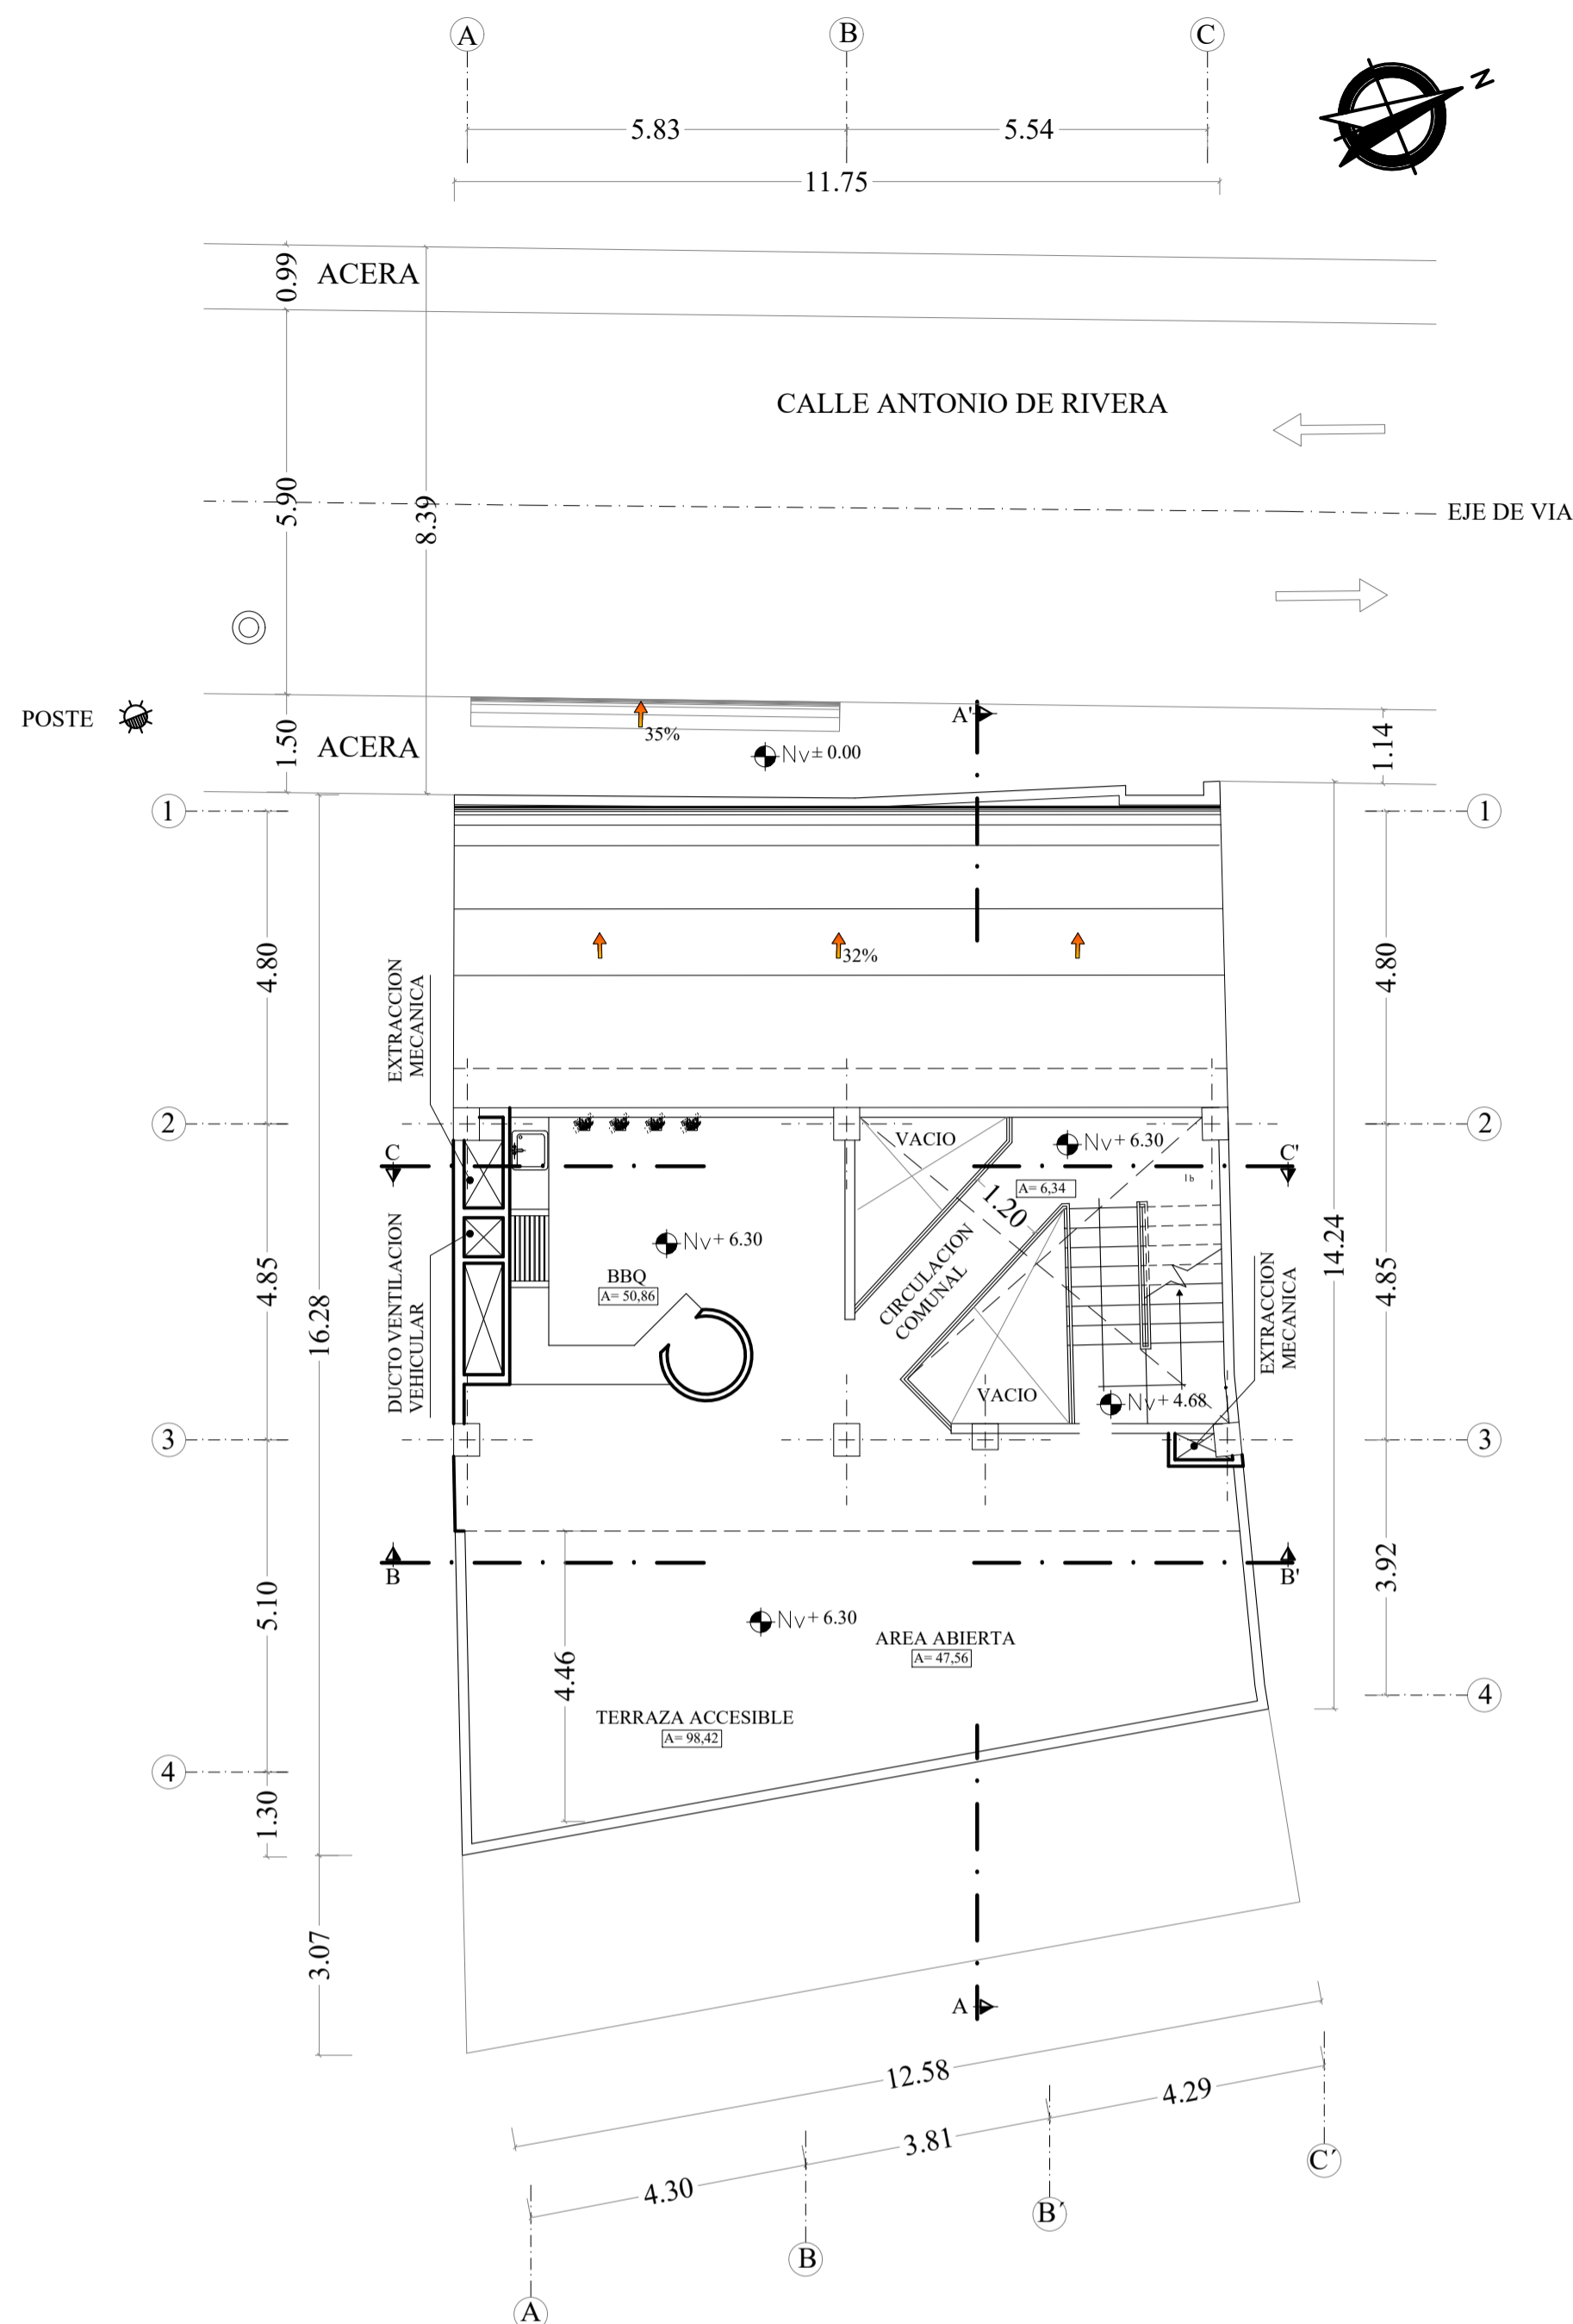 A
B
C
N
5.83
5.54
11.75
0.99
ACERA
CALLE ANTONIO DE RIVERA
5.90
8.39
EJE DE VIA
POSTE
35%
A'
1.50
ACERA
Nv± 0.00
1.14
1
1
4.80
EXTRACCION
MECANICA
32%
4.80
2
2
VACIO
Nv+ 6.30
C
C'
A= 6,34
1.20
Nv+ 6.30
CIRCULACION
COMUNAL
BBQ
A= 50,86
4.85
16.28
DUCTO VENTILACION
VEHICULAR
EXTRACCION
MECANICA
14.24
4.85
VACIO
Nv+ 4.68
3
3
B
B'
3.92
5.10
4.46
Nv+ 6.30
AREA ABIERTA
A= 47,56
TERRAZA ACCESIBLE
A= 98,42
4
4
1.30
3.07
A
12.58
4.29
3.81
4.30
C´
B´
B
A